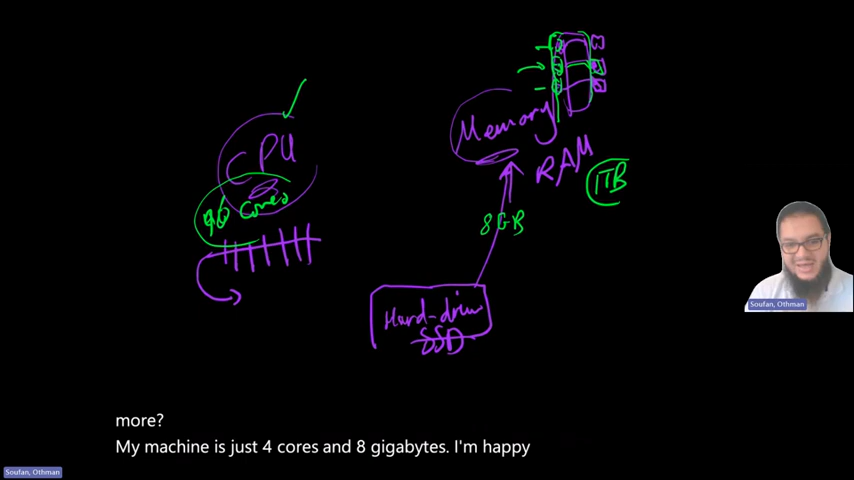 CPU
Memory
RAM
1TB
Cores
8GB
Hard-drive
SSD
Soufan, Othman
more?
My machine is just 4 cores and 8 gigabytes. I'm happy
Soufan, Othman